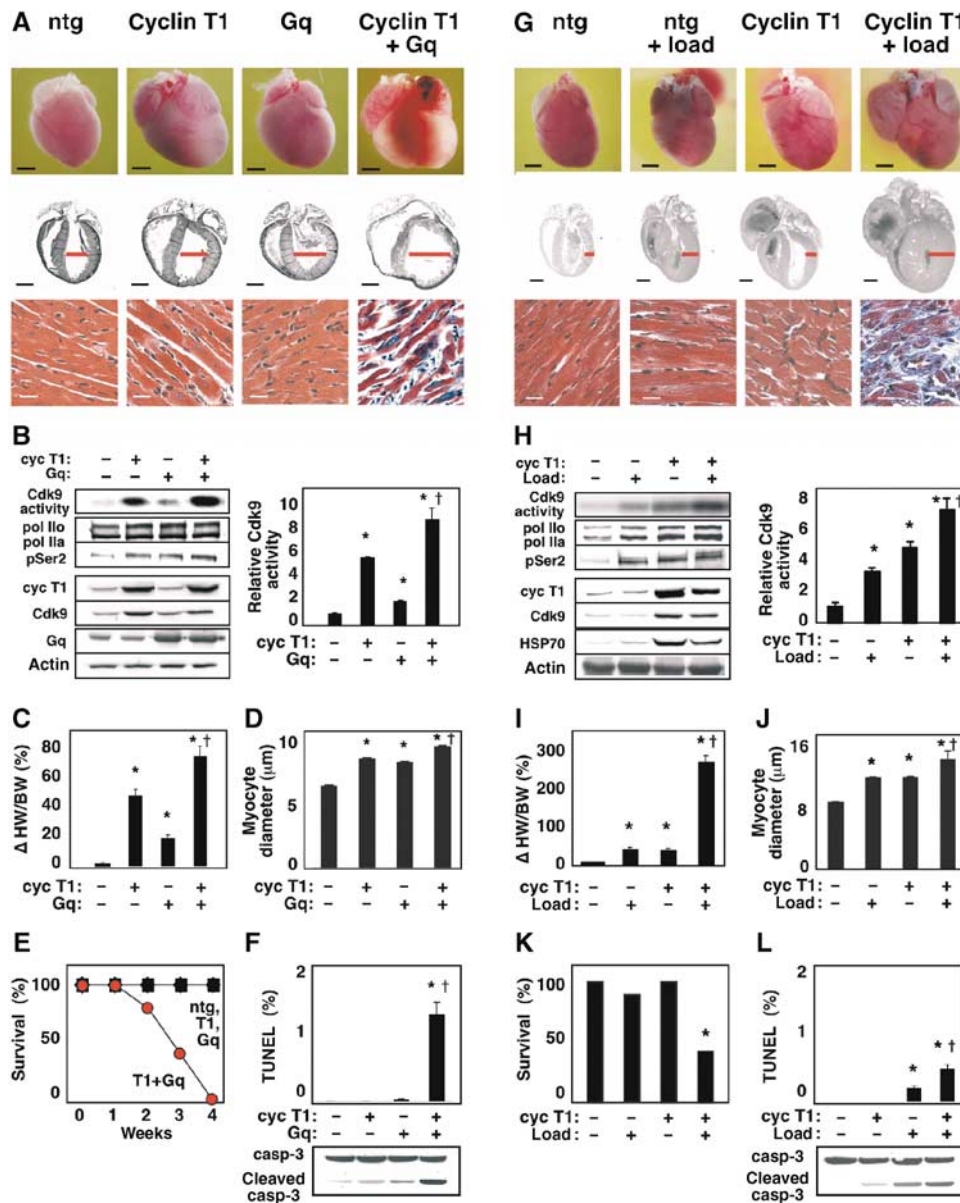 A
ntg
Cyclin T1
Gq
Cyclin T1
+ Gq
B
cyc T1: – + – +
Gq: – – + +
Cdk9
activity
pol IIo
pol IIa
pSer2
cyc T1
Cdk9
Gq
Actin
Relative Cdk9
activity
10
8
6
4
2
0
*
*
* †
cyc T1: – + – +
Gq: – – + +
C
Δ HW/BW (%)
80
60
40
20
0
*
*
* †
cyc T1: – + – +
Gq: – – + +
D
Myocyte
diameter (µm)
10
5
0
*
*
* †
cyc T1: – + – +
Gq: – – + +
E
Survival (%)
100
50
0
ntg,
T1,
Gq
T1+Gq
0 1 2 3 4
Weeks
F
TUNEL (%)
2
1
0
* †
cyc T1: – + – +
Gq: – – + +
casp-3
Cleaved
casp-3
G
ntg
ntg
+ load
Cyclin T1
Cyclin T1
+ load
H
cyc T1: – – + +
Load: – + – +
Cdk9
activity
pol IIo
pol IIa
pSer2
cyc T1
Cdk9
HSP70
Actin
Relative Cdk9
activity
8
6
4
2
0
*
*
* †
cyc T1: – – + +
Load: – + – +
I
Δ HW/BW (%)
300
200
100
0
*
*
* †
cyc T1: – – + +
Load: – + – +
J
Myocyte
diameter (µm)
16
8
0
*
*
* †
cyc T1: – – + +
Load: – + – +
K
Survival (%)
100
50
0
*
cyc T1: – – + +
Load: – + – +
L
TUNEL (%)
2
1
0
*
* †
cyc T1: – + – +
Load: – – + +
casp-3
Cleaved
casp-3